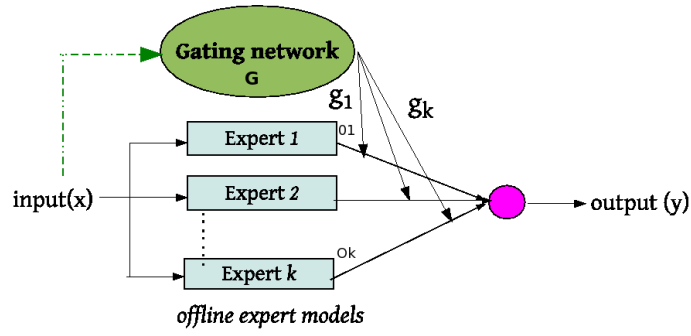 Gating network
G
g1
gk
Expert 1
01
input(x)
Expert 2
output (y)
Ok
Expert k
offline expert models